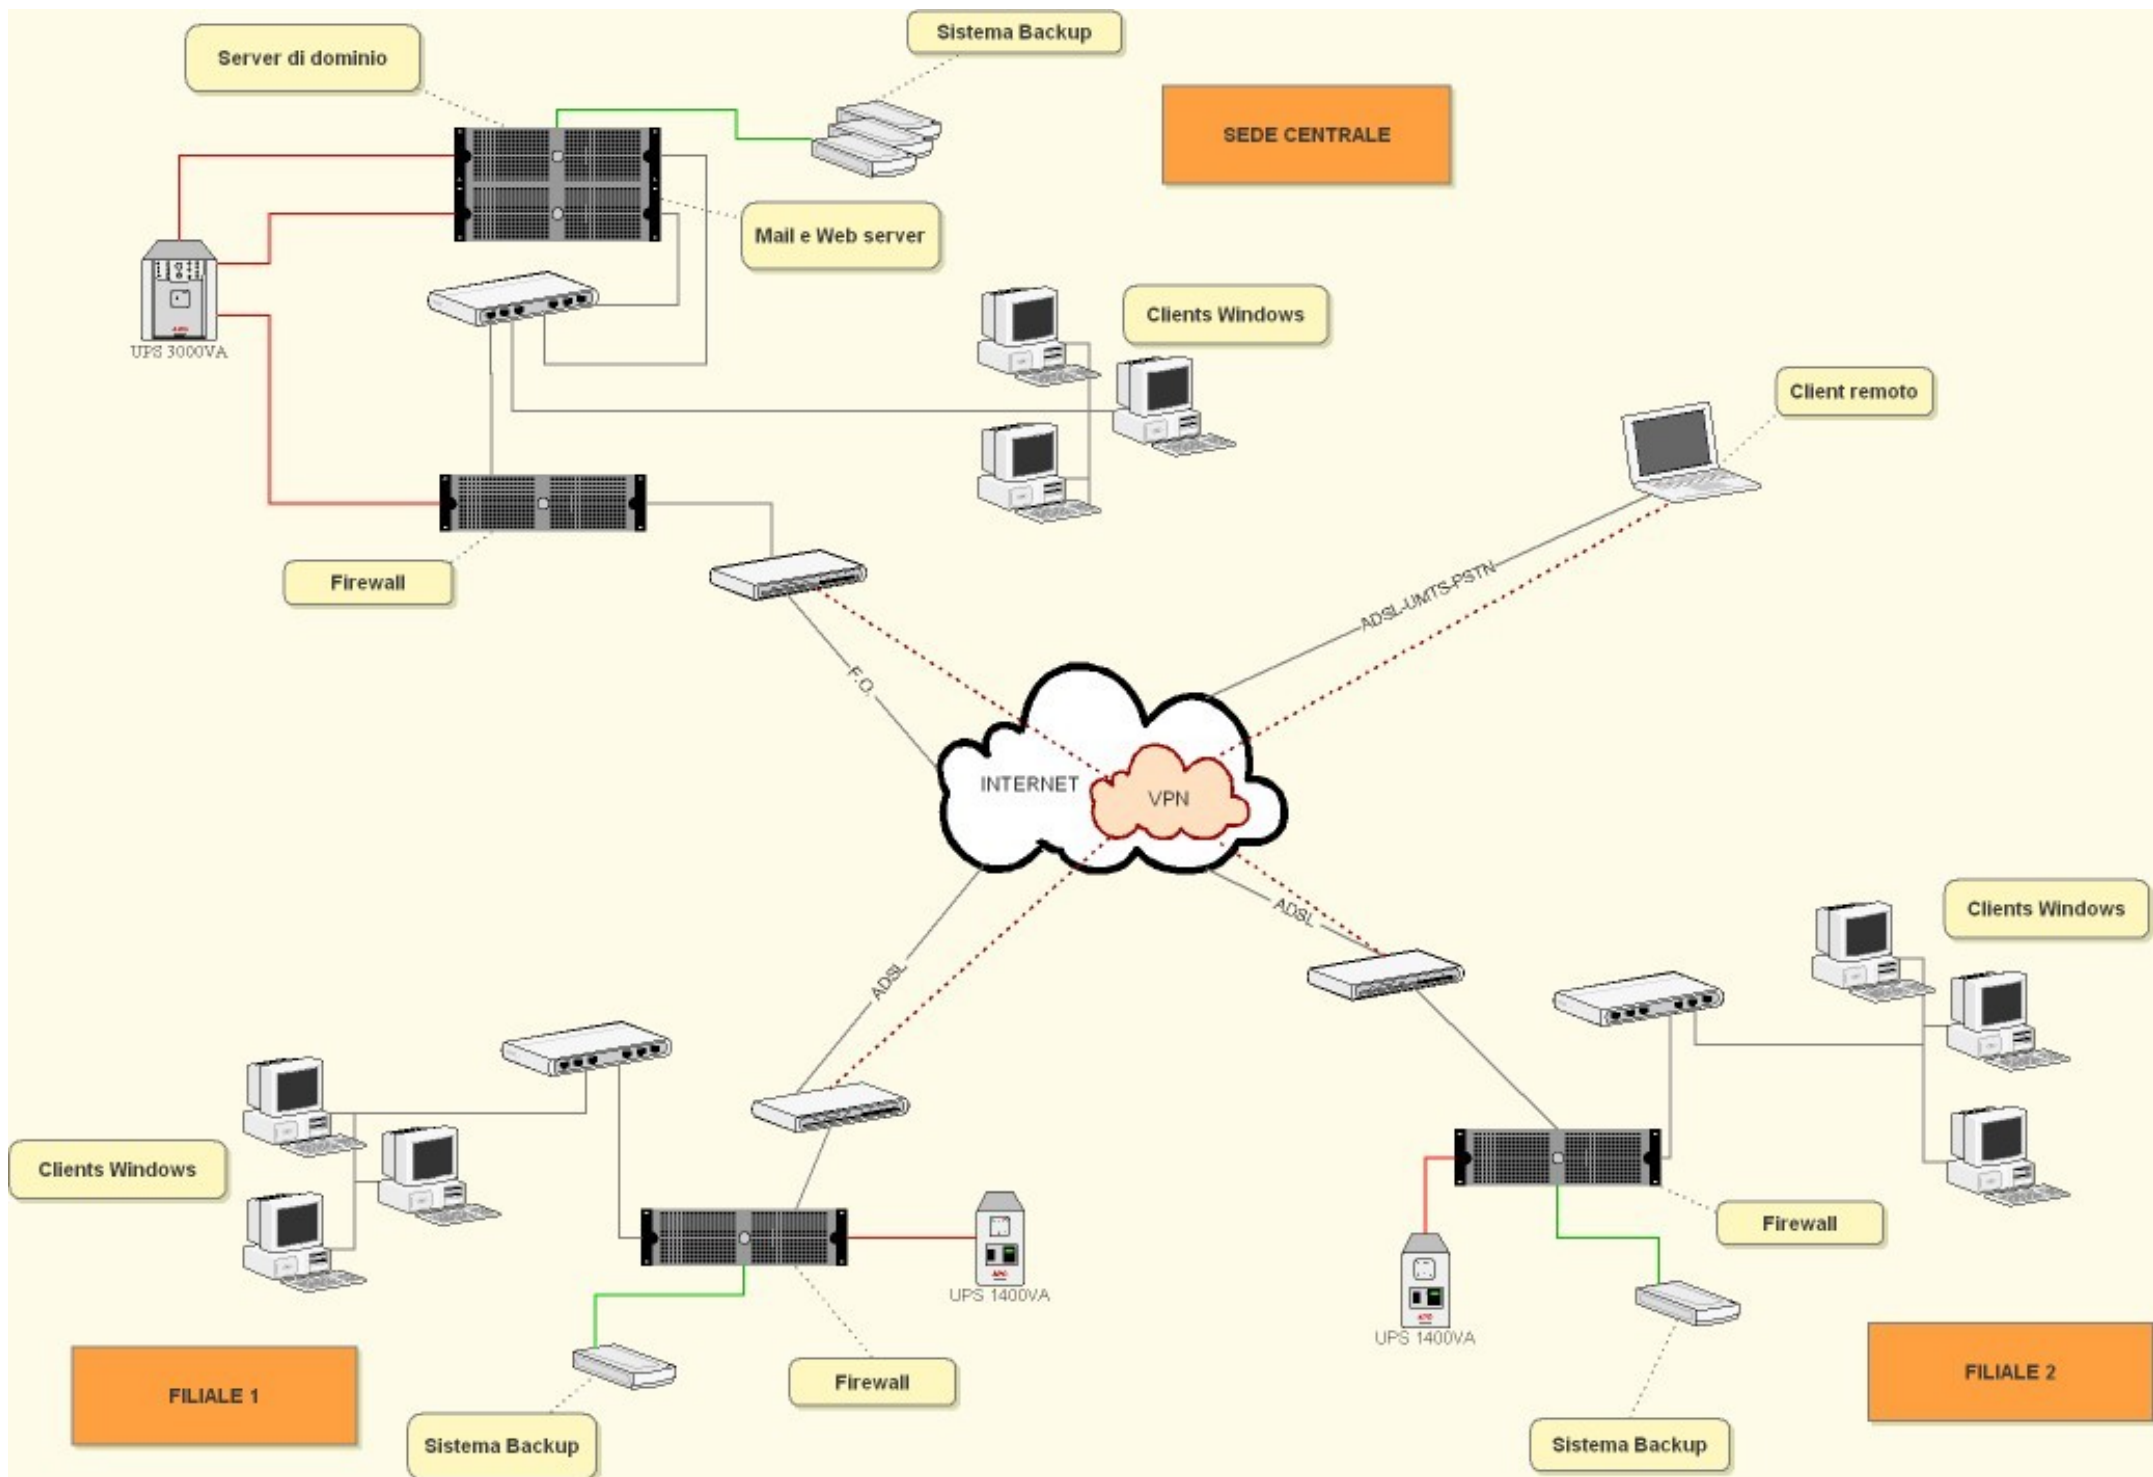 Sistema Backup
Server di dominio
SEDE CENTRALE
Mail e Web server
Clients Windows
UPS 3000VA
Client remoto
Firewall
ADSL-UMTS-PSTN
F.O.
INTERNET
VPN
ADSL
ADSL
Clients Windows
Clients Windows
Firewall
UPS 1400VA
UPS 1400VA
Firewall
FILIALE 1
FILIALE 2
Sistema Backup
Sistema Backup